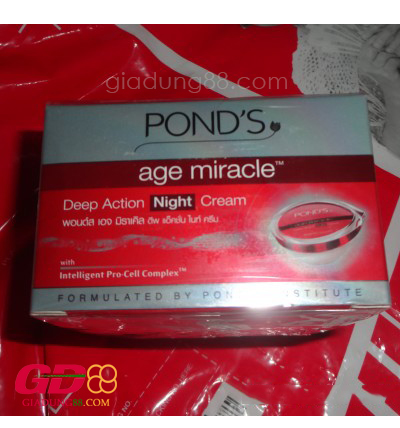 giadung88.com
POND'S
age miracle™
Deep Action Night Cream
พอนด์ส เอจ มิราเคิล ดีพ แอ็คชั่น ไนท์ ครีม
POND'S
with
Intelligent Pro-Cell Complex™
FORMULATED BY POND'S INSTITUTE
GD88
GIADUNG88.COM